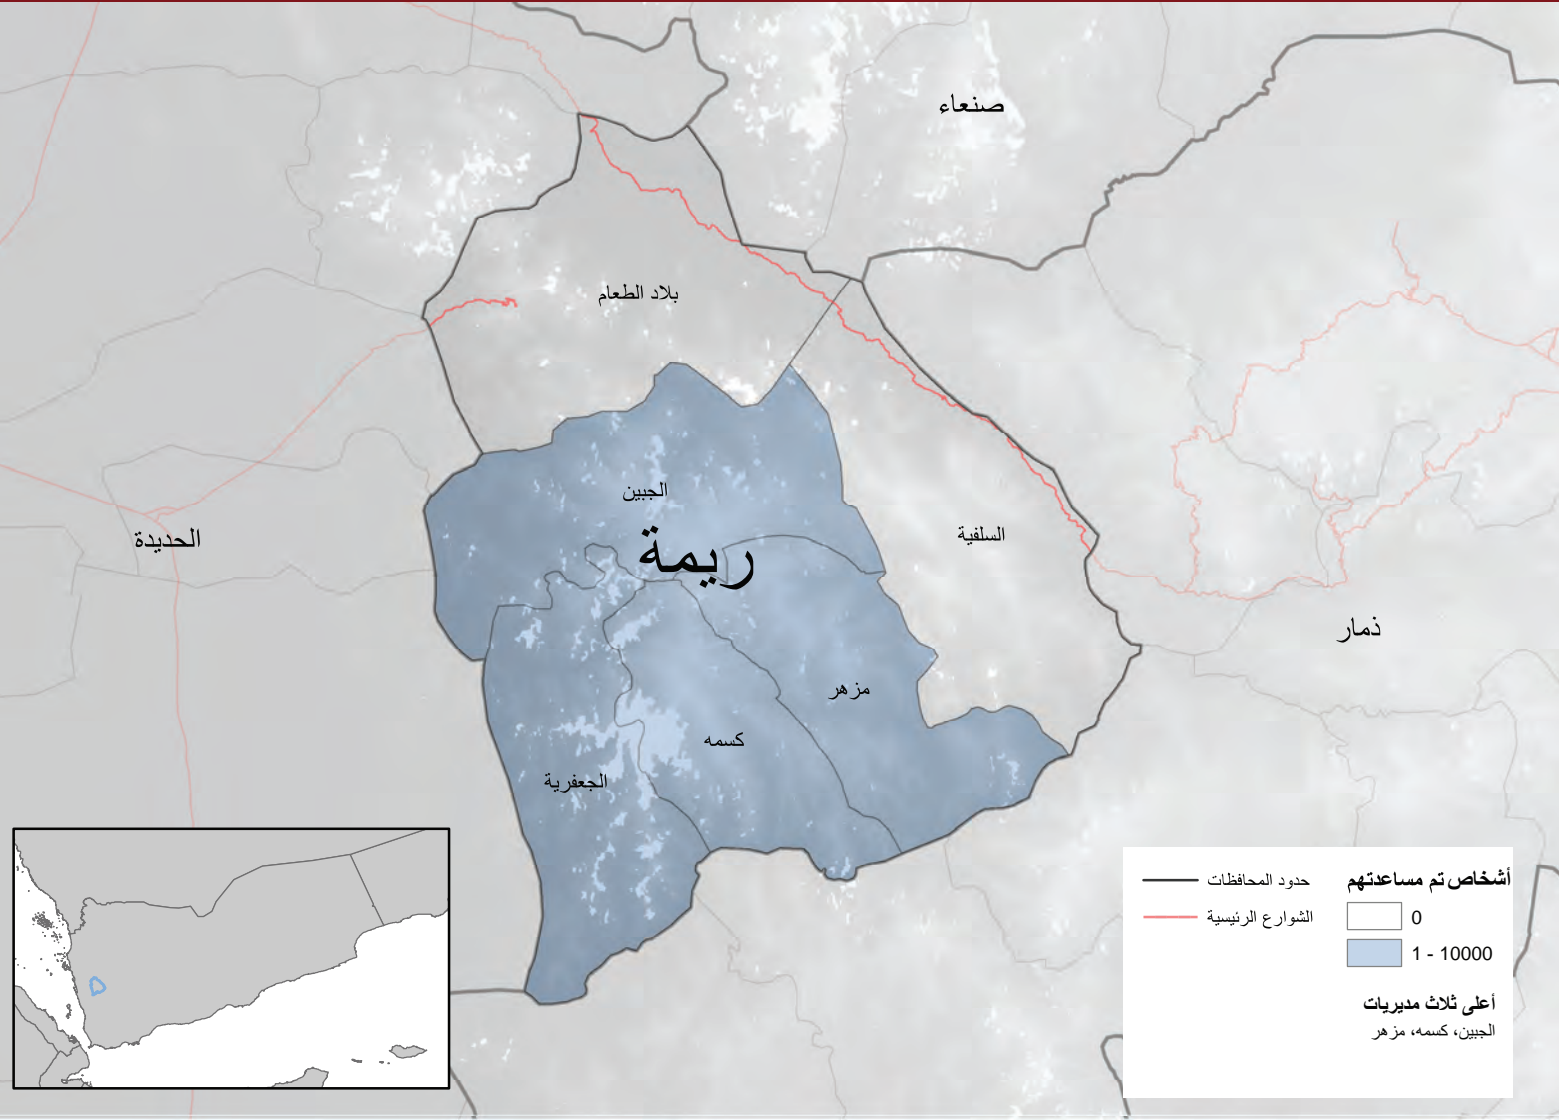 صنعاء
بلاد الطعام
الجبين
ريمة
السلفية
الحديدة
ذمار
مزهر
كسمه
الجعفرية
أشخاص تم مساعدتهم
0
1 - 10000
حدود المحافظات
الشوارع الرئيسية
أعلى ثلاث مديريات
الجبين، كسمه، مزهر